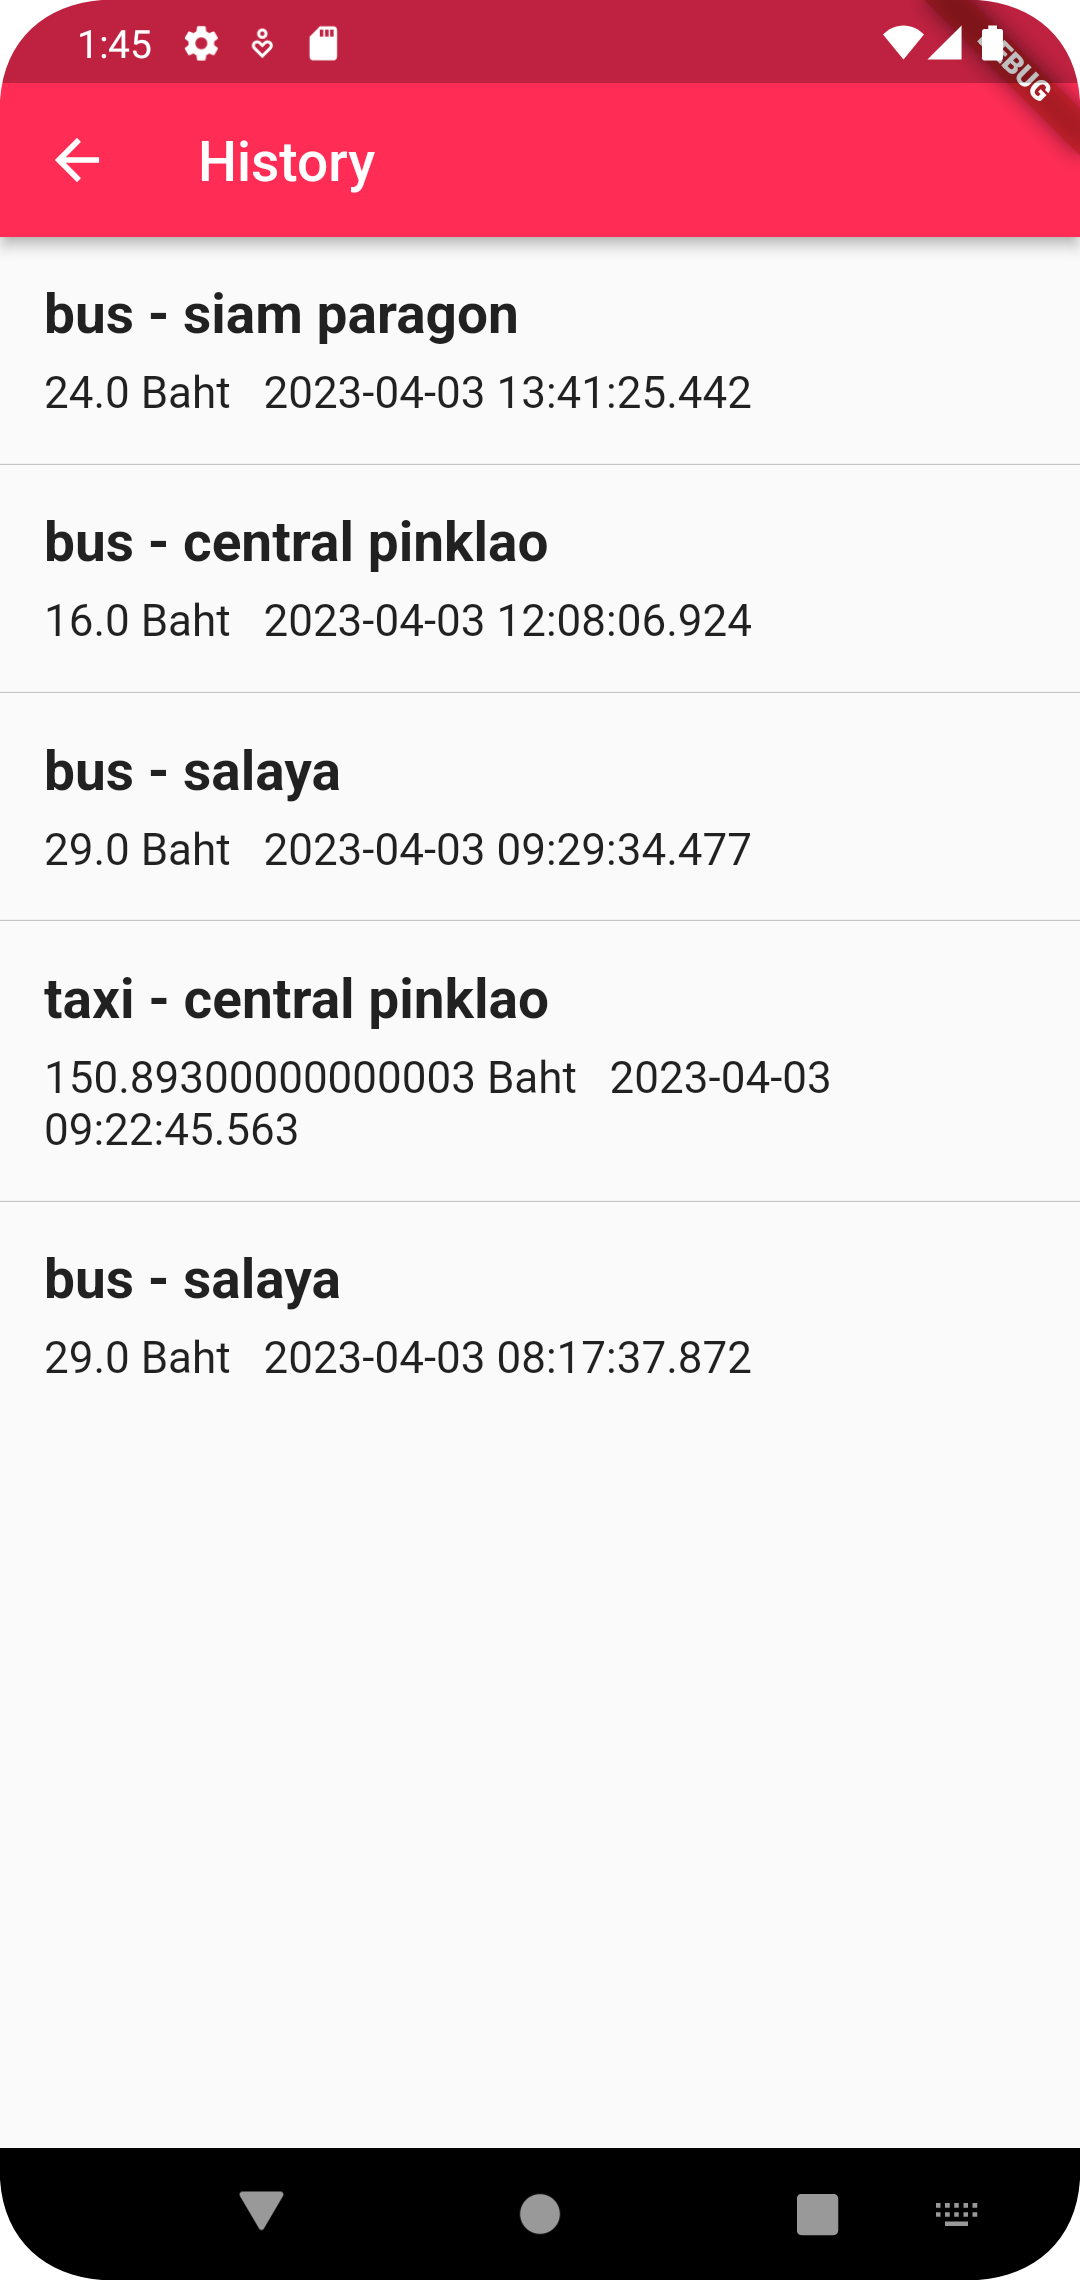 1:45
DEBUG
History
bus - siam paragon
24.0 Baht   2023-04-03 13:41:25.442
bus - central pinklao
16.0 Baht   2023-04-03 12:08:06.924
bus - salaya
29.0 Baht   2023-04-03 09:29:34.477
taxi - central pinklao
150.89300000000003 Baht   2023-04-03
09:22:45.563
bus - salaya
29.0 Baht   2023-04-03 08:17:37.872